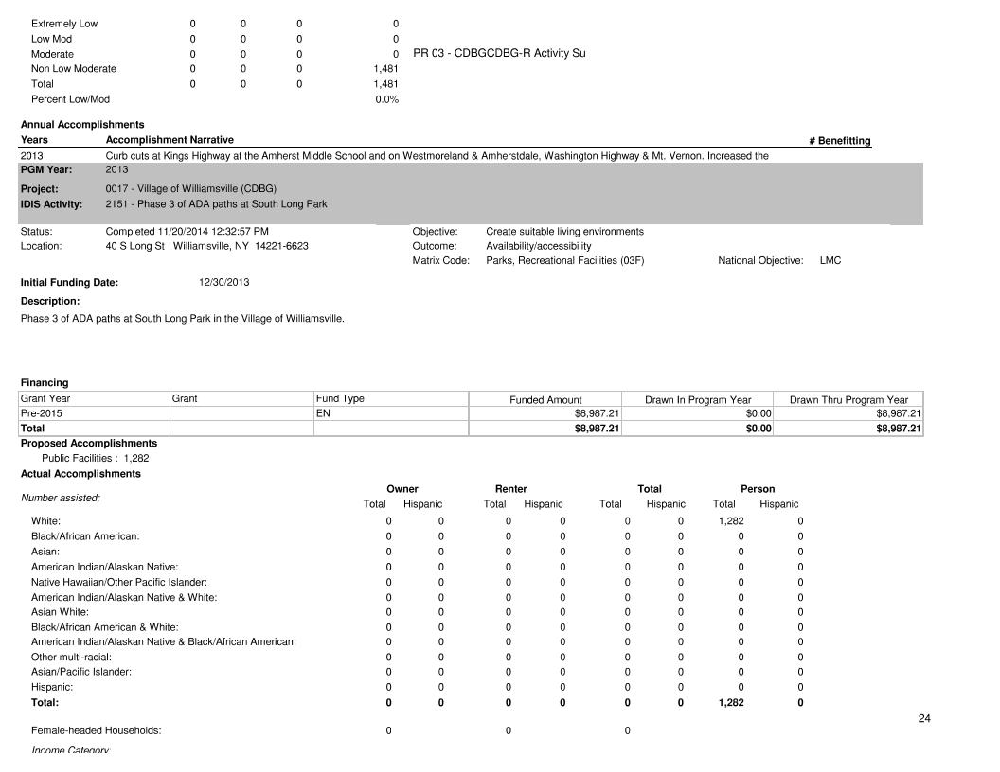 Extremely Low 0 0 0 0
Low Mod 0 0 0 0
Moderate 0 0 0 0 PR 03 - CDBGCDBG-R Activity Su
Non Low Moderate 0 0 0 1,481
Total 0 0 0 1,481
Percent Low/Mod 0.0%
Annual Accomplishments
Years Accomplishment Narrative # Benefitting
2013 Curb cuts at Kings Highway at the Amherst Middle School and on Westmoreland & Amherstdale, Washington Highway & Mt. Vernon. Increased the
PGM Year: 2013
Project: 0017 - Village of Williamsville (CDBG)
IDIS Activity: 2151 - Phase 3 of ADA paths at South Long Park
Status: Completed 11/20/2014 12:32:57 PM Objective: Create suitable living environments
Location: 40 S Long St Williamsville, NY 14221-6623 Outcome: Availability/accessibility
Matrix Code: Parks, Recreational Facilities (03F) National Objective: LMC
Initial Funding Date: 12/30/2013
Description:
Phase 3 of ADA paths at South Long Park in the Village of Williamsville.
Financing
Grant Year Grant Fund Type Funded Amount Drawn In Program Year Drawn Thru Program Year
Pre-2015 EN $8,987.21 $0.00 $8,987.21
Total $8,987.21 $0.00 $8,987.21
Proposed Accomplishments
Public Facilities : 1,282
Actual Accomplishments
Owner Renter Total Person
Number assisted: Total Hispanic Total Hispanic Total Hispanic Total Hispanic
White: 0 0 0 0 0 0 1,282 0
Black/African American: 0 0 0 0 0 0 0 0
Asian: 0 0 0 0 0 0 0 0
American Indian/Alaskan Native: 0 0 0 0 0 0 0 0
Native Hawaiian/Other Pacific Islander: 0 0 0 0 0 0 0 0
American Indian/Alaskan Native & White: 0 0 0 0 0 0 0 0
Asian White: 0 0 0 0 0 0 0 0
Black/African American & White: 0 0 0 0 0 0 0 0
American Indian/Alaskan Native & Black/African American: 0 0 0 0 0 0 0 0
Other multi-racial: 0 0 0 0 0 0 0 0
Asian/Pacific Islander: 0 0 0 0 0 0 0 0
Hispanic: 0 0 0 0 0 0 0 0
Total: 0 0 0 0 0 0 1,282 0
24
Female-headed Households: 0 0 0
Income Category: